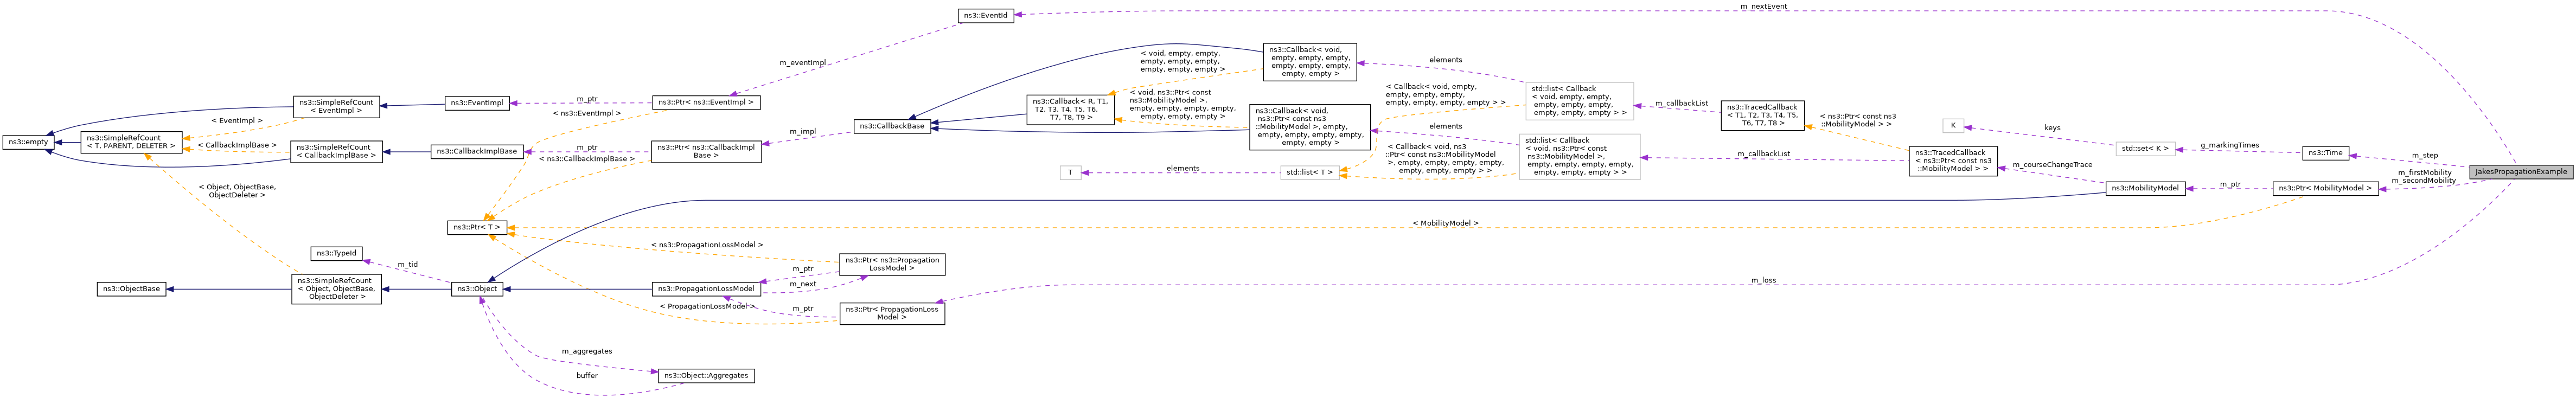 m_nextEvent
ns3::EventId
m_eventImpl
ns3::Callback< void,
empty, empty, empty,
empty, empty, empty,
empty, empty >
< void, empty, empty,
empty, empty, empty,
empty, empty, empty >
elements
ns3::SimpleRefCount
< EventImpl >
ns3::EventImpl
m_ptr
ns3::Ptr< ns3::EventImpl >
ns3::Callback< R, T1,
T2, T3, T4, T5, T6,
T7, T8, T9 >
< void, ns3::Ptr< const
ns3::MobilityModel >,
empty, empty, empty, empty,
empty, empty, empty >
ns3::Callback< void,
ns3::Ptr< const ns3
::MobilityModel >, empty,
empty, empty, empty, empty,
empty, empty >
< Callback< void, empty,
empty, empty, empty,
empty, empty, empty, empty > >
std::list< Callback
< void, empty, empty,
empty, empty, empty,
empty, empty, empty > >
m_callbackList
ns3::TracedCallback
< T1, T2, T3, T4, T5,
T6, T7, T8 >
< ns3::Ptr< const ns3
::MobilityModel > >
< EventImpl >
< ns3::EventImpl >
ns3::CallbackBase
m_impl
elements
K
keys
ns3::empty
ns3::SimpleRefCount
< T, PARENT, DELETER >
< CallbackImplBase >
ns3::SimpleRefCount
< CallbackImplBase >
ns3::CallbackImplBase
m_ptr
ns3::Ptr< ns3::CallbackImpl
Base >
< ns3::CallbackImplBase >
std::list< Callback
< void, ns3::Ptr< const
ns3::MobilityModel >,
empty, empty, empty, empty,
empty, empty, empty > >
m_callbackList
< Callback< void, ns3
::Ptr< const ns3::MobilityModel
>, empty, empty, empty, empty,
empty, empty, empty > >
ns3::TracedCallback
< ns3::Ptr< const ns3
::MobilityModel > >
m_courseChangeTrace
std::set< K >
g_markingTimes
ns3::Time
m_step
JakesPropagationExample
T
elements
std::list< T >
m_firstMobility
m_secondMobility
ns3::MobilityModel
m_ptr
ns3::Ptr< MobilityModel >
< Object, ObjectBase,
ObjectDeleter >
ns3::Ptr< T >
< MobilityModel >
ns3::TypeId
m_tid
< ns3::PropagationLossModel >
ns3::Ptr< ns3::Propagation
LossModel >
m_ptr
m_next
m_loss
ns3::ObjectBase
ns3::SimpleRefCount
< Object, ObjectBase,
ObjectDeleter >
ns3::Object
ns3::PropagationLossModel
< PropagationLossModel >
m_ptr
ns3::Ptr< PropagationLoss
Model >
m_aggregates
buffer
ns3::Object::Aggregates